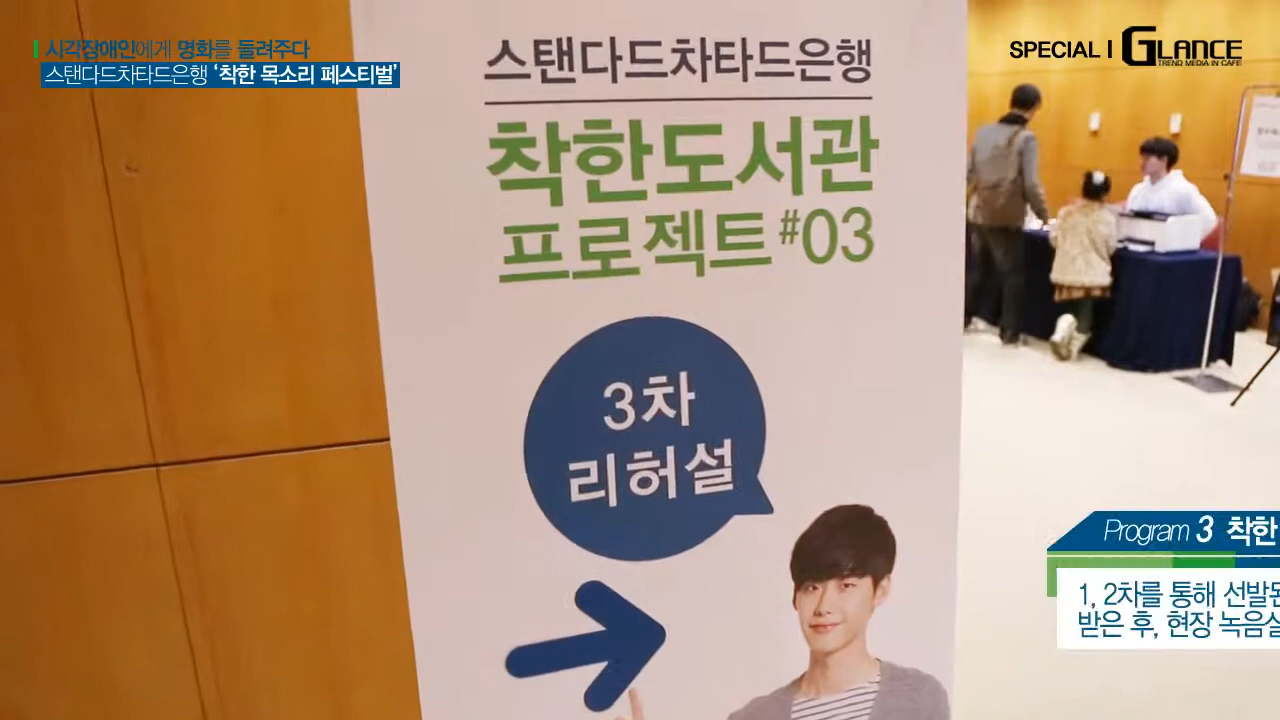 시각장애인에게 명화를 들려주다
스탠다드차타드은행 ‘착한 목소리 페스티벌’
SPECIAL | GLANCE
TREND MEDIA IN CAFE
스탠다드차타드은행
착한도서관
프로젝트 #03
3차
리허설
Program 3 착한
1, 2차를 통해 선발된
받은 후, 현장 녹음실